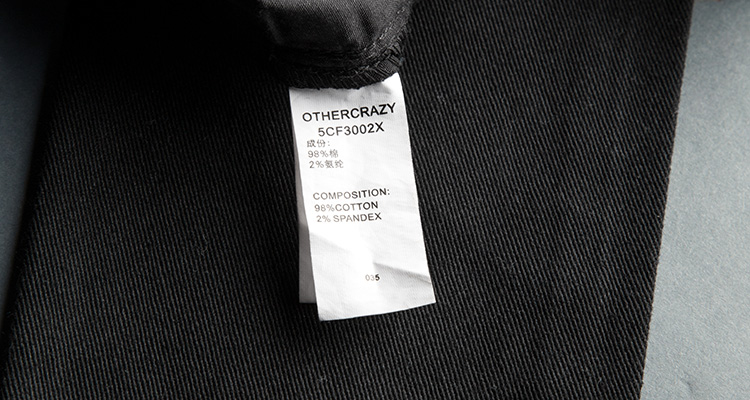 OTHERCRAZY
5CF3002X
成份:
98%棉
2%氨纶
COMPOSITION:
98%COTTON
2% SPANDEX
035